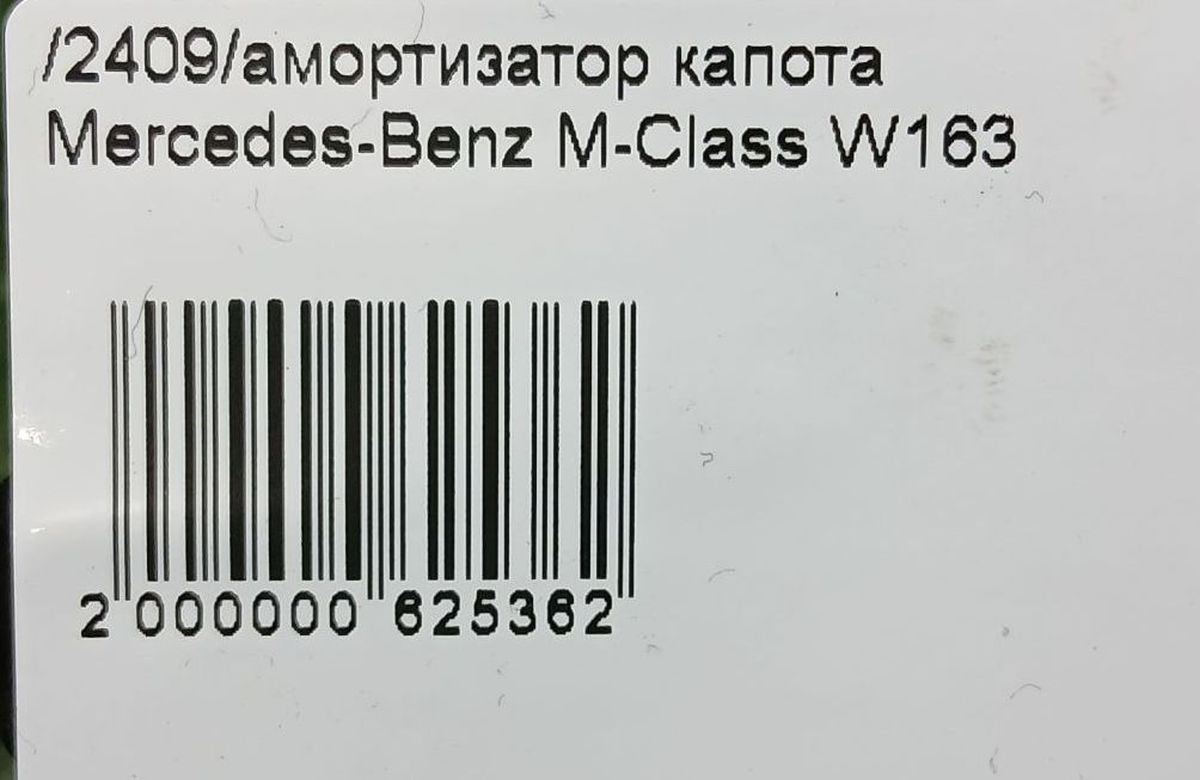 /2409/амортизатор капота
Mercedes-Benz M-Class W163
2 000000 625362